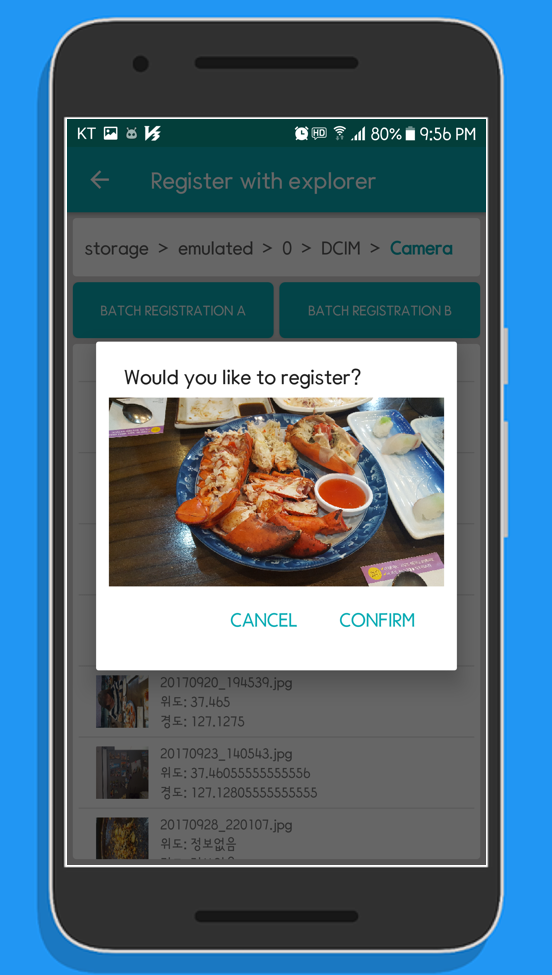 KT HD 80% 9:56 PM
Register with explorer
storage > emulated > 0 > DCIM > Camera
BATCH REGISTRATION A
BATCH REGISTRATION B
Would you like to register?
CANCEL
CONFIRM
20170920_194539.jpg
위도: 37.465
경도: 127.1275
20170923_140543.jpg
위도: 37.4605555555556
경도: 127.12805555555555
20170928_220107.jpg
위도: 정보없음